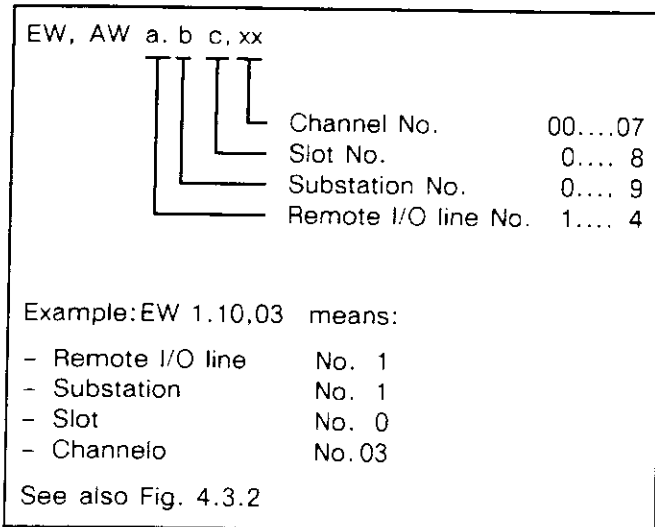 EW, AW a. b c, xx
Channel No. 00....07
Slot No. 0.... 8
Substation No. 0.... 9
Remote I/O line No. 1.... 4
Example:EW 1.10,03 means:
- Remote I/O line No. 1
- Substation No. 1
- Slot No. 0
- Channelo No.03
See also Fig. 4.3.2